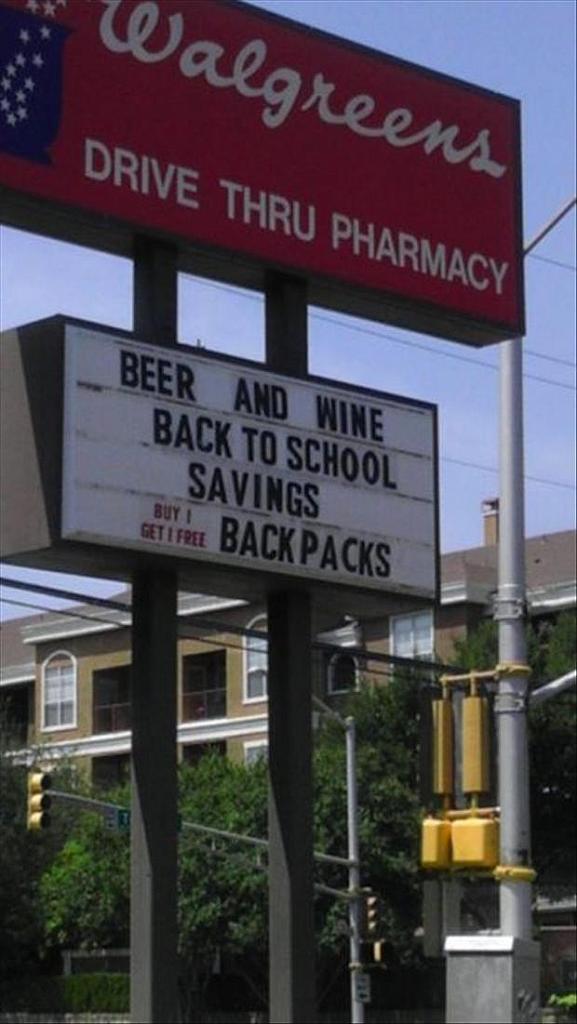 Walgreens
DRIVE THRU PHARMACY
BEER AND WINE
BACK TO SCHOOL
SAVINGS
BUY 1
GET 1 FREE BACKPACKS